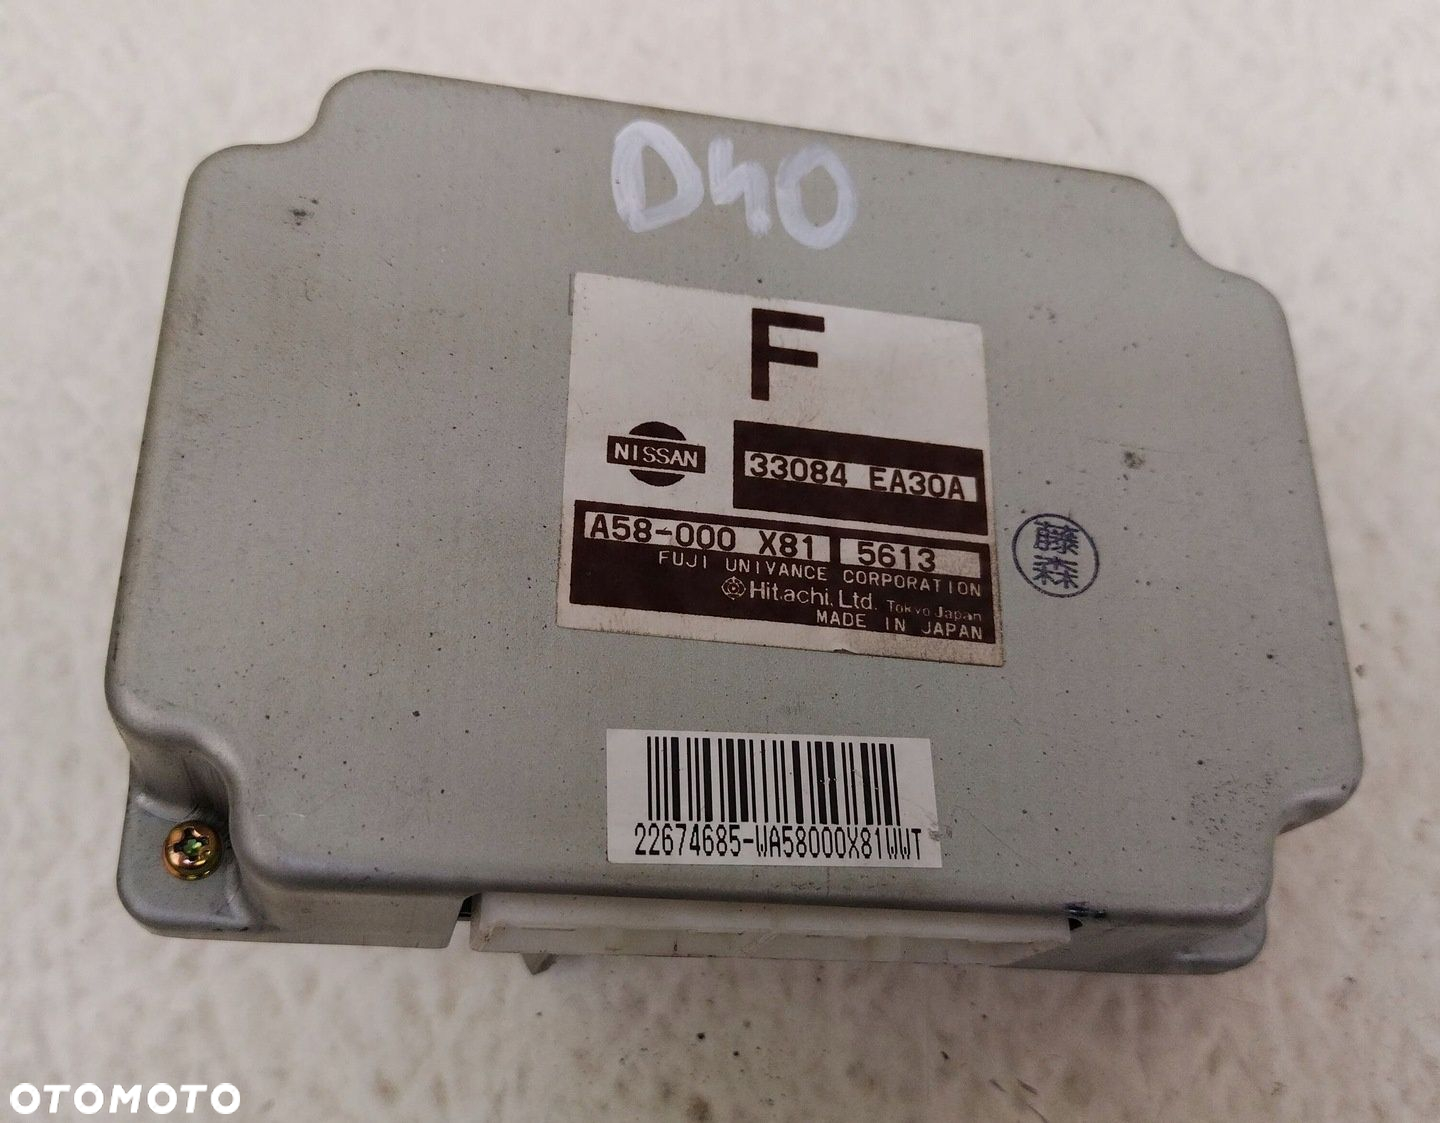 D40
F
NISSAN
33084 EA30A
A58-000 X81 5613
FUJI UNIVANCE CORPORATION
Hitachi, Ltd. Tokyo Japan
MADE IN JAPAN
藤森
22674685-WA58000X81WWT
OTOMOTO